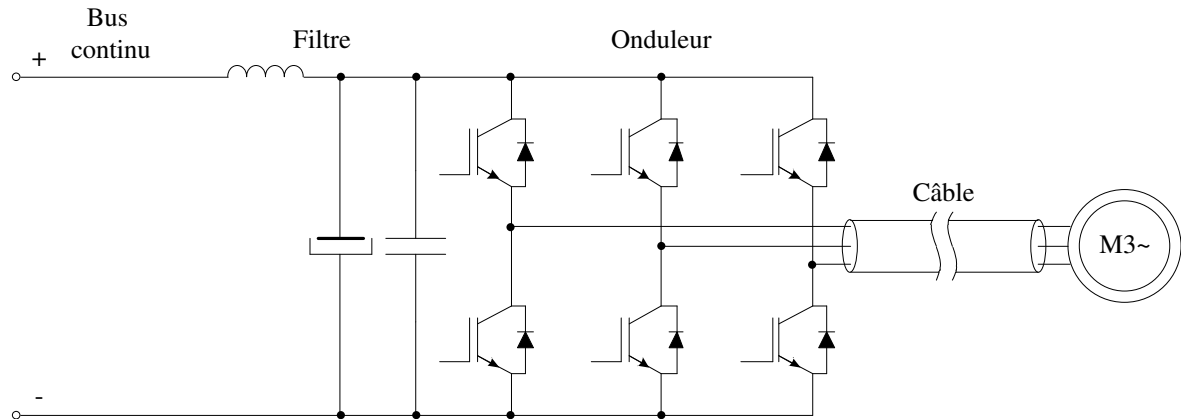 Bus
continu
Filtre
Onduleur
+
Câble
M3~
-